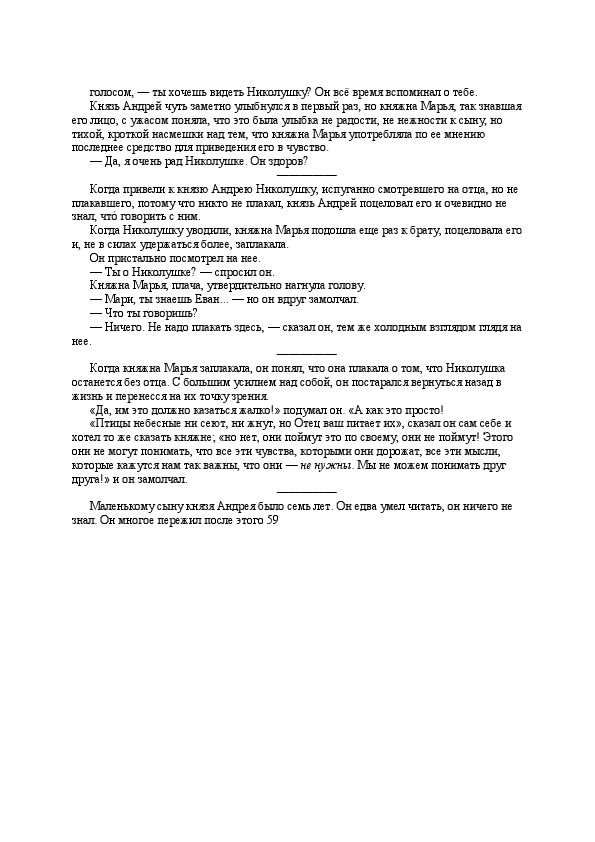 голосом, — ты хочешь видеть Николушку? Он всё время вспоминал о тебе.
Князь Андрей чуть заметно улыбнулся в первый раз, но княжна Марья, так знавшая
его лицо, с ужасом поняла, что это была улыбка не радости, не нежности к сыну, но
тихой, кроткой насмешки над тем, что княжна Марья употребляла по ее мнению
последнее средство для приведения его в чувство.
— Да, я очень рад Николушке. Он здоров?
Когда привели к князю Андрею Николушку, испуганно смотревшего на отца, но не
плакавшего, потому что никто не плакал, князь Андрей поцеловал его и очевидно не
знал, что́ говорить с ним.
Когда Николушку уводили, княжна Марья подошла еще раз к брату, поцеловала его
и, не в силах удержаться более, заплакала.
Он пристально посмотрел на нее.
— Ты о Николушке? — спросил он.
Княжна Марья, плача, утвердительно нагнула голову.
— Мари, ты знаешь Еван... — но он вдруг замолчал.
— Что ты говоришь?
— Ничего. Не надо плакать здесь, — сказал он, тем же холодным взглядом глядя на
нее.
Когда княжна Марья заплакала, он понял, что она плакала о том, что Николушка
останется без отца. С большим усилием над собой, он постарался вернуться назад в
жизнь и перенесся на их точку зрения.
«Да, им это должно казаться жалко!» подумал он. «А как это просто!
«Птицы небесные ни сеют, ни жнут, но Отец ваш питает их», сказал он сам себе и
хотел то же сказать княжне; «но нет, они поймут это по своему, они не поймут! Этого
они не могут понимать, что все эти чувства, которыми они дорожат, все эти мысли,
которые кажутся нам так важны, что они — не нужны. Мы не можем понимать друг
друга!» и он замолчал.
Маленькому сыну князя Андрея было семь лет. Он едва умел читать, он ничего не
знал. Он многое пережил после этого 59